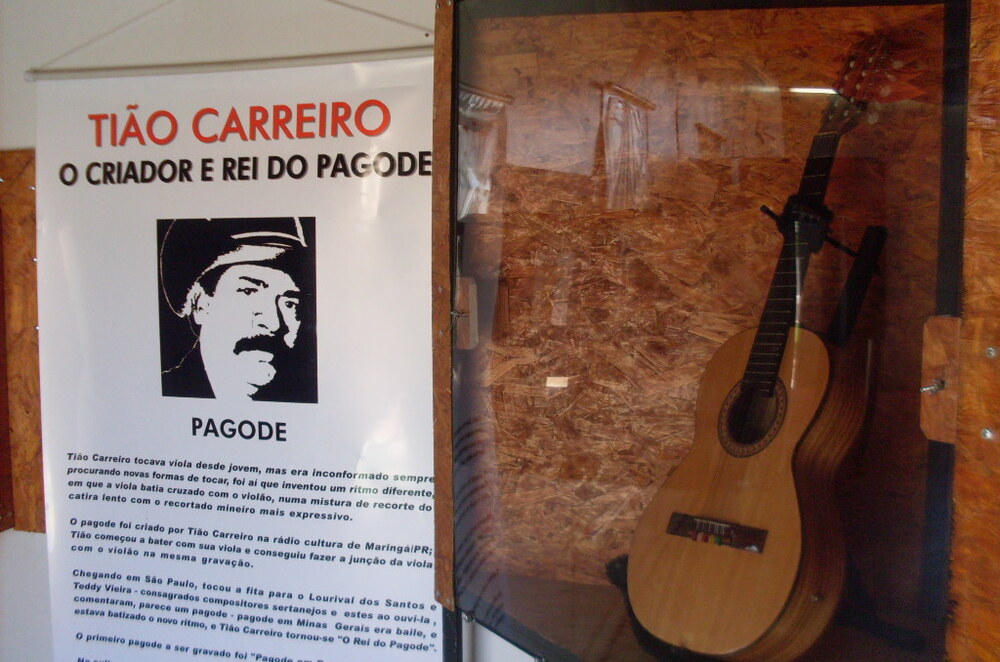 TIÃO CARREIRO
O CRIADOR E REI DO PAGODE
PAGODE
Tião Carreiro tocava viola desde jovem, mas era inconformado sempre
procurando novas formas de tocar, foi aí que inventou um ritmo diferente,
em que a viola batia cruzado com o violão, numa mistura de recorte do
catira lento com o recortado mineiro mais expressivo.
O pagode foi criado por Tião Carreiro na rádio cultura de Maringá/PR;
Tião começou a bater com sua viola e conseguiu fazer a junção da viola
com o violão na mesma gravação.
Chegando em São Paulo, tocou a fita para o Lourival dos Santos e
Teddy Vieira - consagrados compositores sertanejos e estes ao ouvi-la,
comentaram, parece um pagode - pagode em Minas Gerais era baile, e
estava batizado o novo ritmo, e Tião Carreiro tornou-se "O Rei do Pagode".
O primeiro pagode a ser gravado foi "Pagode em